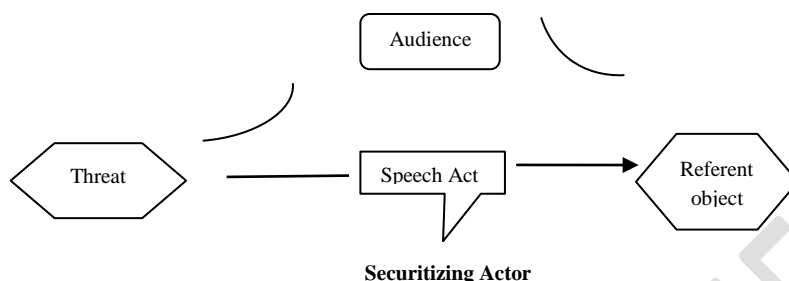 Audience
Threat
Speech Act
Referent
object
Securitizing Actor